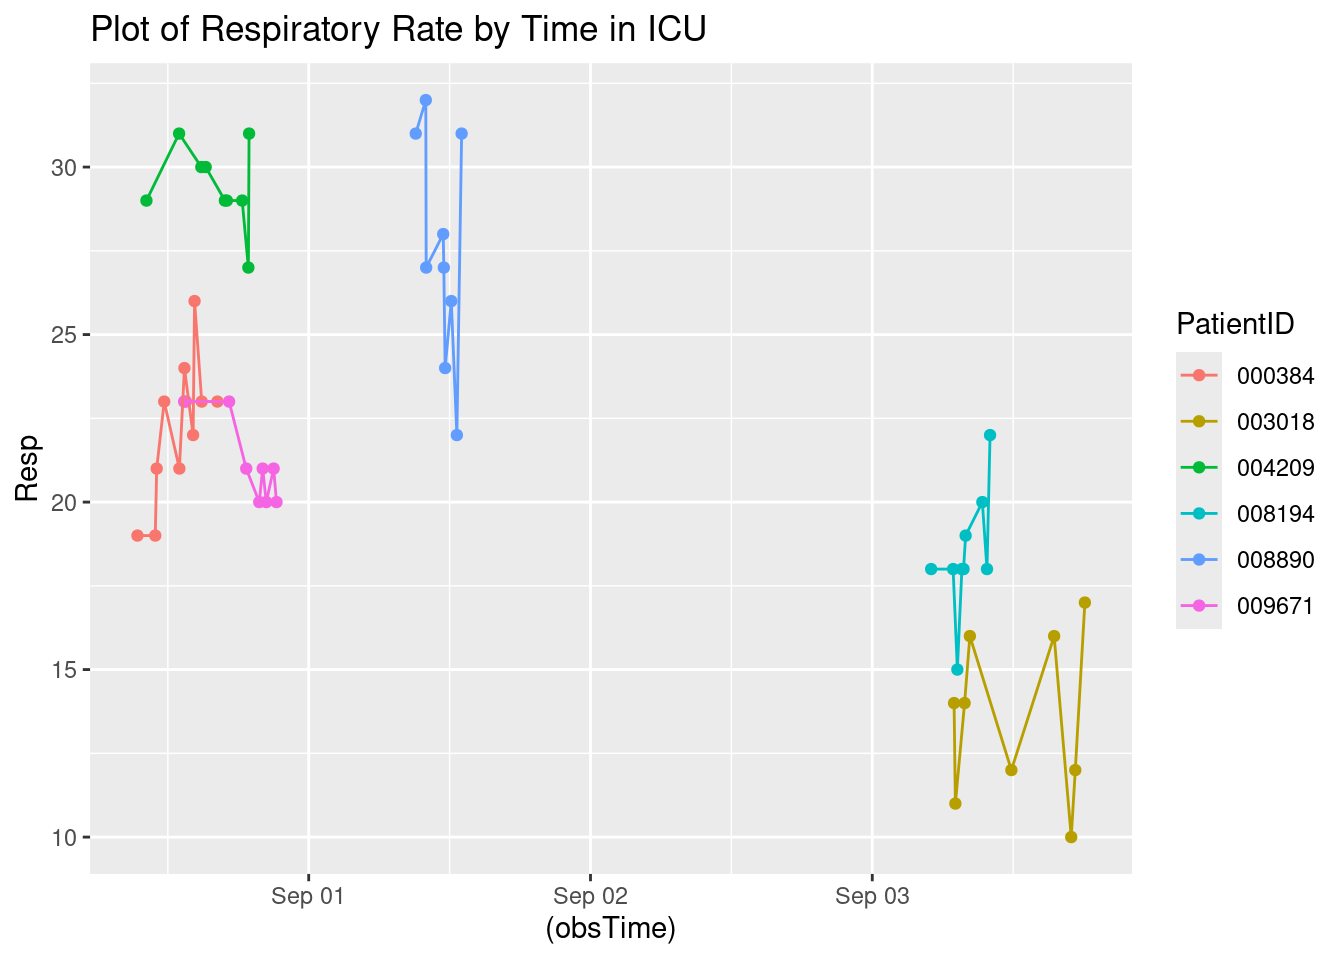 Plot of Respiratory Rate by Time in ICU
Resp
30
25
20
15
10
Sep 01
Sep 02
Sep 03
(obsTime)
PatientID
000384
003018
004209
008194
008890
009671